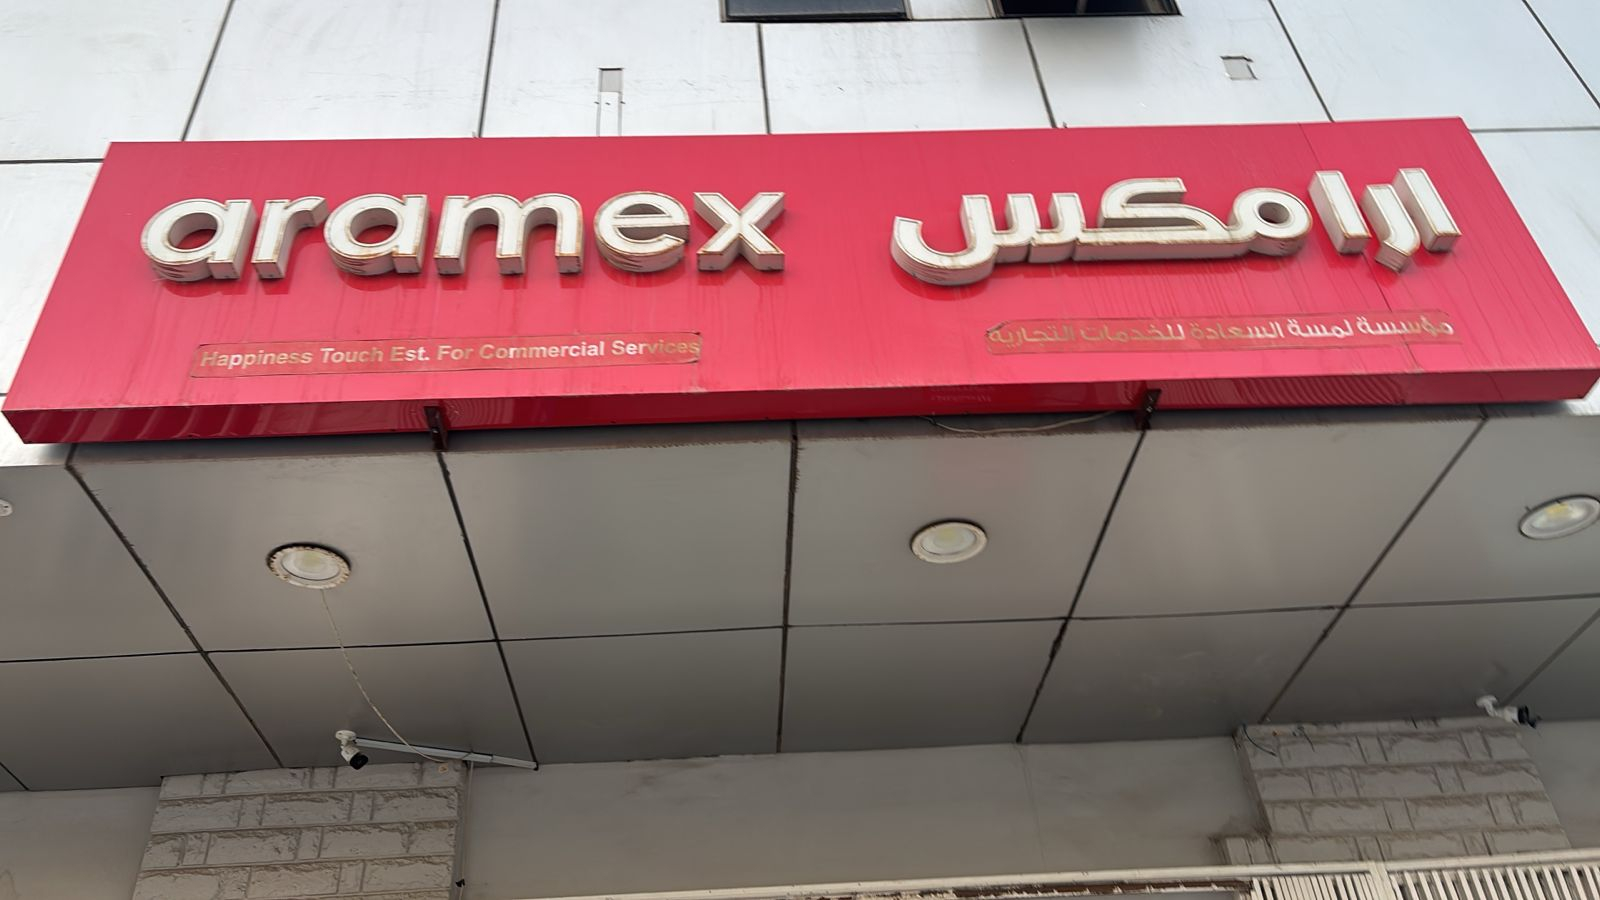 aramex
ارامكس
Happiness Touch Est. For Commercial Services
مؤسسة لمسة السعادة للخدمات التجارية